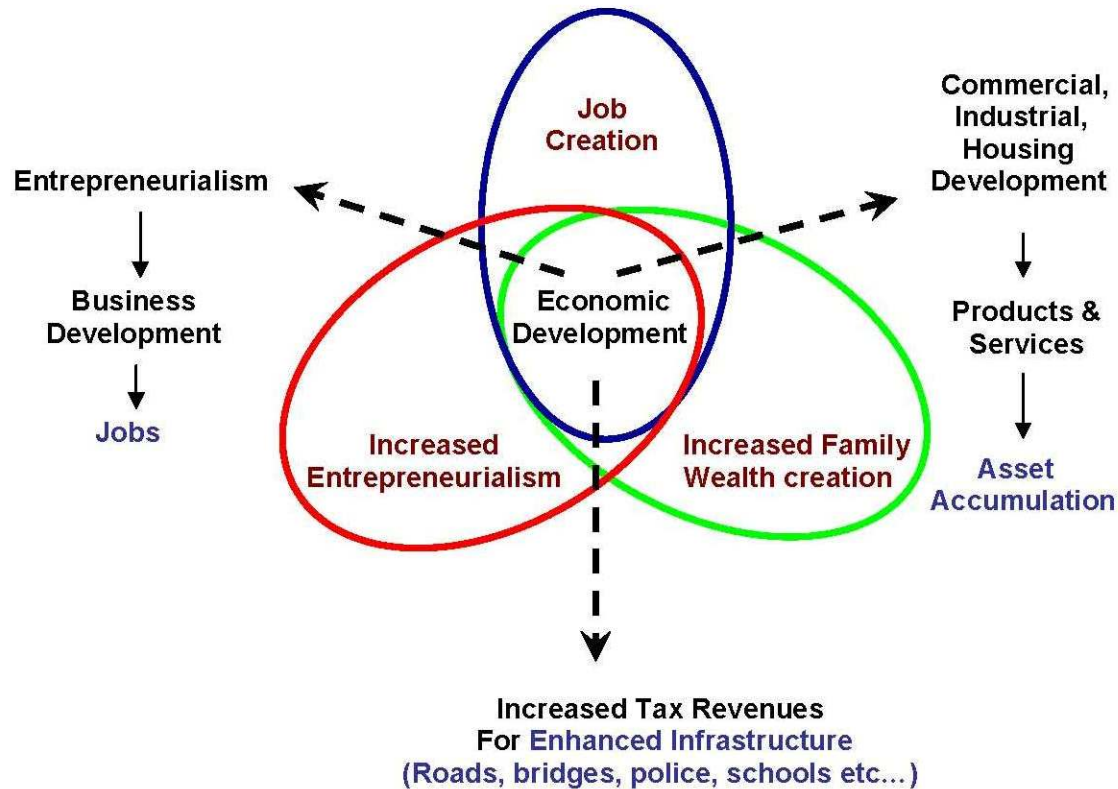 Job
Creation
Commercial,
Industrial,
Housing
Development
Entrepreneurialism
Business
Development
Jobs
Economic
Development
Products &
Services
Increased
Entrepreneurialism
Increased Family
Wealth creation
Asset
Accumulation
Increased Tax Revenues
For Enhanced Infrastructure
(Roads, bridges, police, schools etc…)